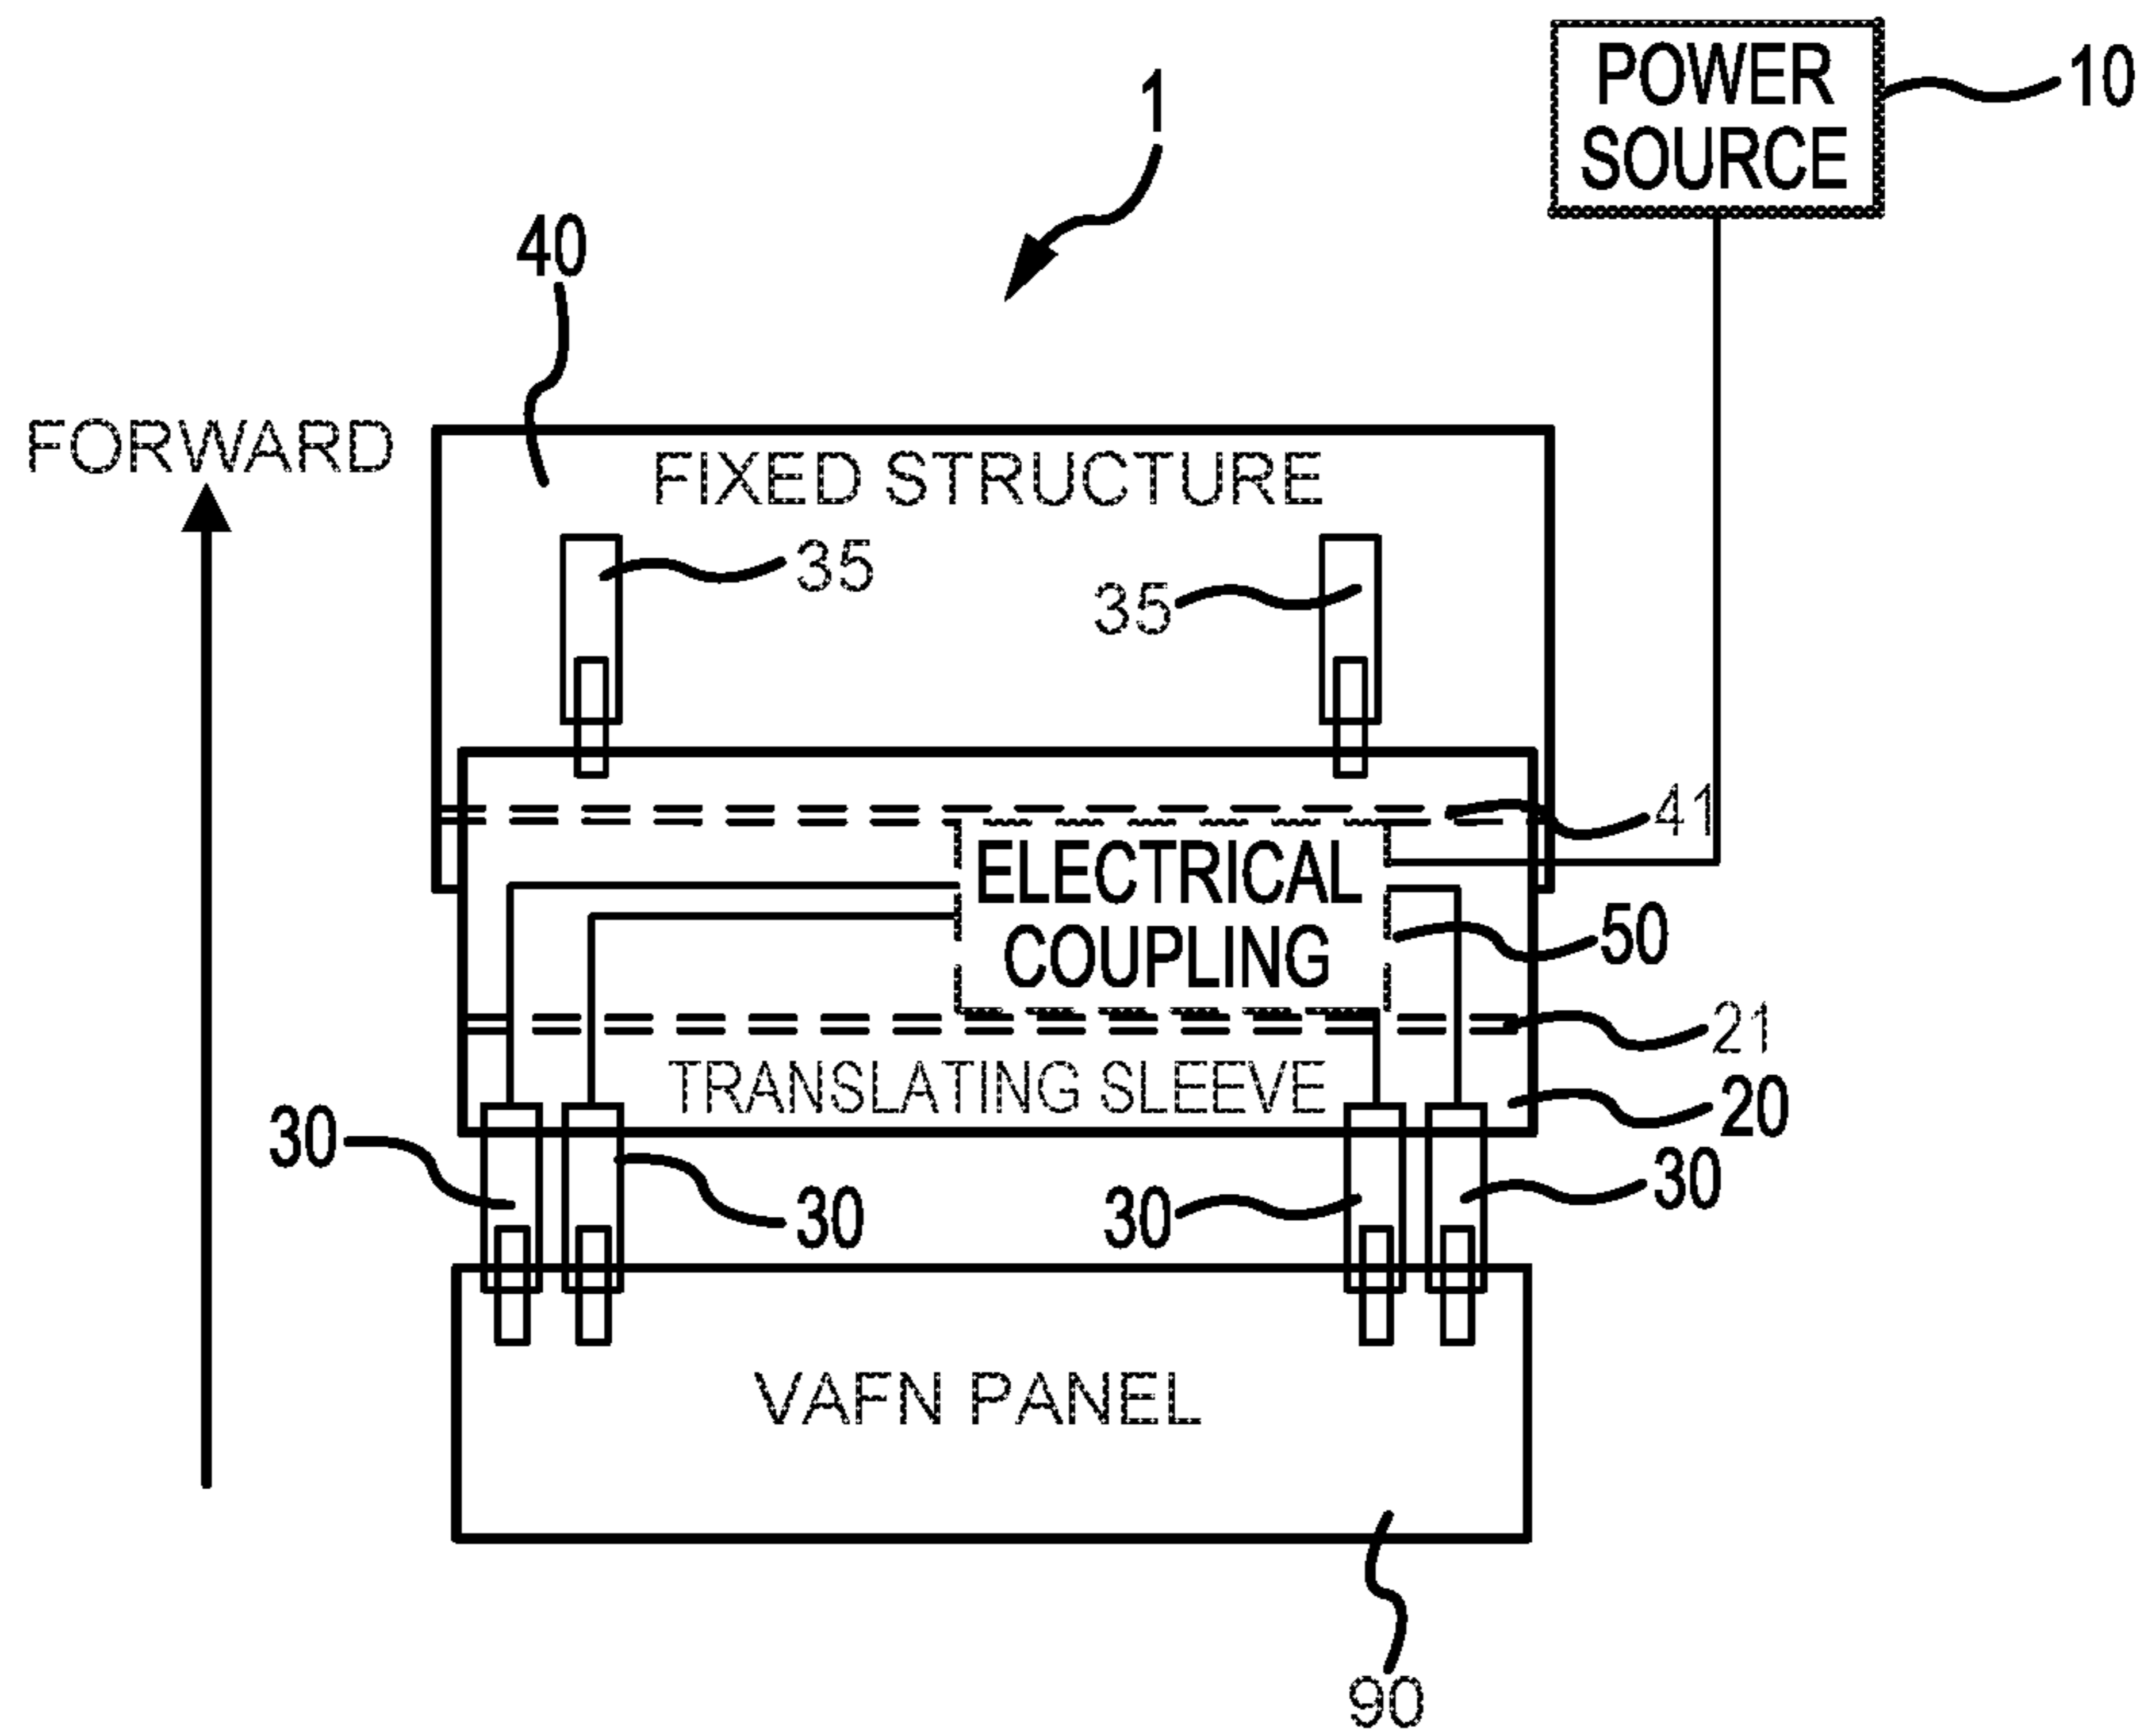 POWER
SOURCE
10
1
40
FORWARD
FIXED STRUCTURE
35
35
41
ELECTRICAL
COUPLING
50
21
TRANSLATING SLEEVE
20
30
30
30
30
VAFN PANEL
90